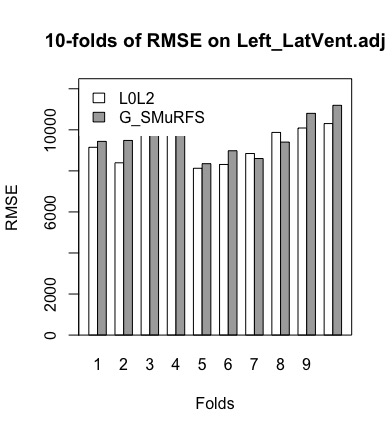 10-folds of RMSE on Left_LatVent.adj
L0L2
G_SMuRFS
10000
6000
2000
0
RMSE
1 2 3 4 5 6 7 8 9
Folds